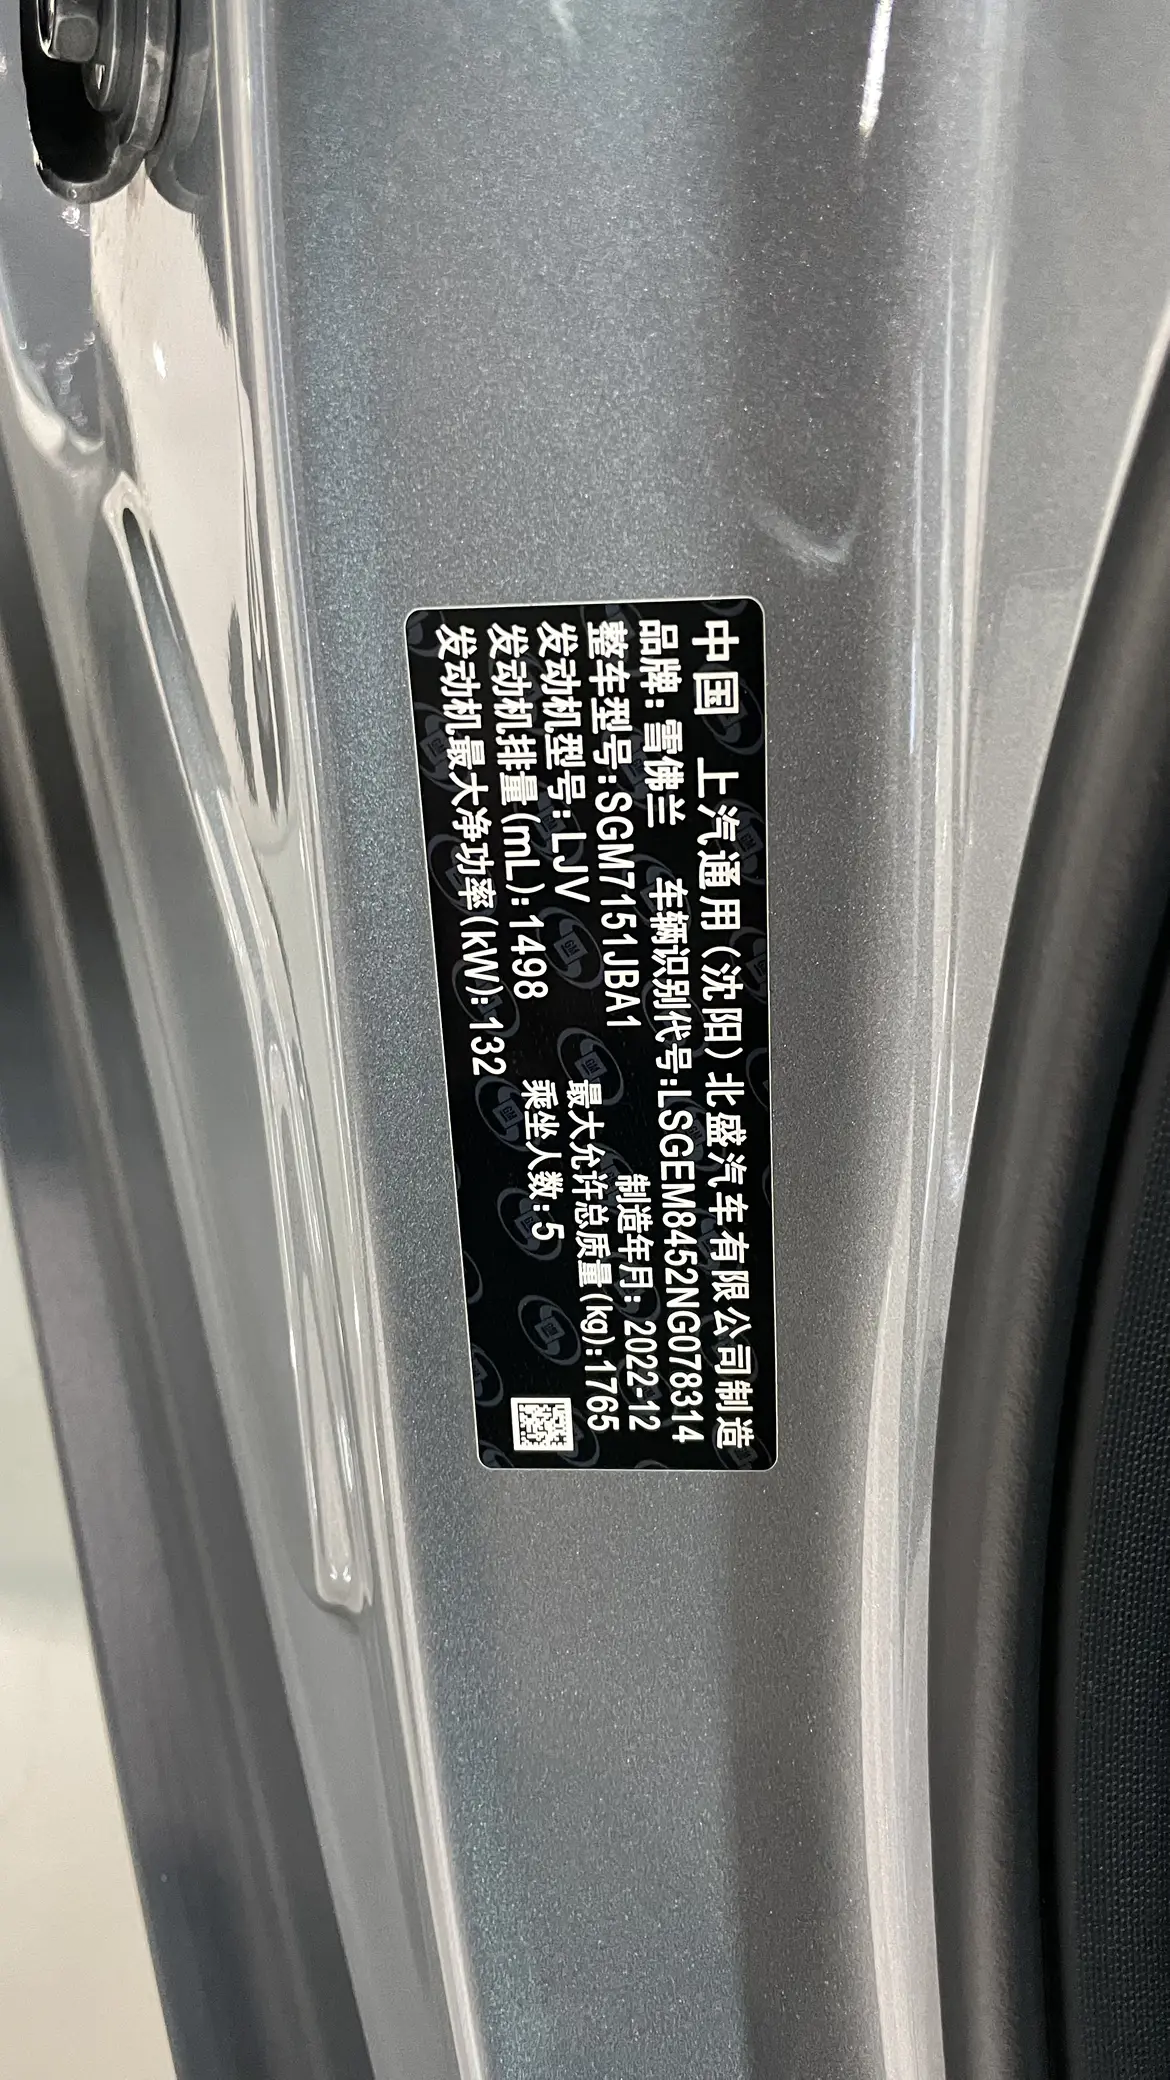 中国 上汽通用(沈阳)北盛汽车有限公司制造
品牌:雪佛兰 车辆识别代号:LSGEM8452NG078314
整车型号:SGM7151JBA1 制造年月:2022-12
发动机型号:LJV 最大允许总质量(kg):1765
发动机排量(mL):1498 乘坐人数:5
发动机最大净功率(kW):132